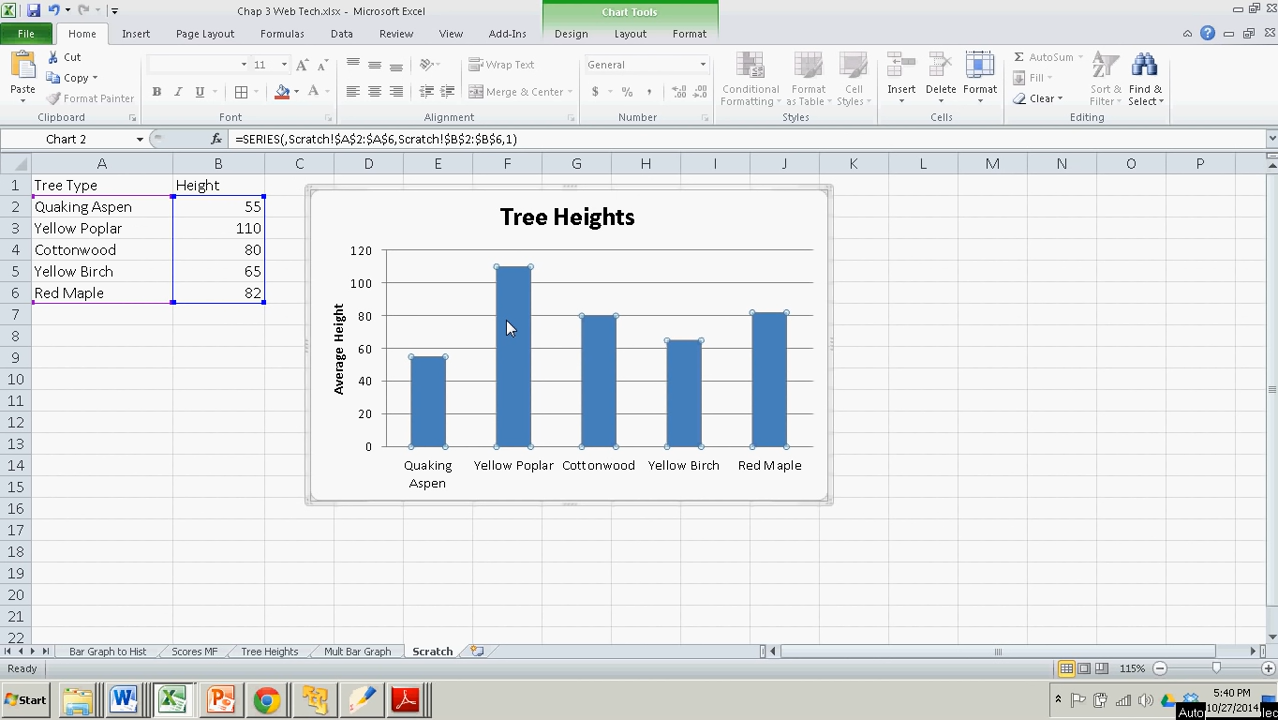 Chap 3 Web Tech.xlsx - Microsoft Excel
Chart Tools
File Home Insert Page Layout Formulas Data Review View Add-Ins Design Layout Format
Cut
Copy
Format Painter
Paste
Clipboard
11
Font
Wrap Text
Merge & Center
Alignment
General
Number
Conditional Formatting
Format as Table
Cell Styles
Styles
Insert
Delete
Format
Cells
AutoSum
Fill
Clear
Sort & Filter
Find & Select
Editing
Chart 2 fx =SERIES(,Scratch!$A$2:$A$6,Scratch!$B$2:$B$6,1)
A B C D E F G H I J K L M N O P
1 Tree Type Height
2 Quaking Aspen 55
3 Yellow Poplar 110
4 Cottonwood 80
5 Yellow Birch 65
6 Red Maple 82
7
8
9
10
11
12
13
14
15
16
17
18
19
20
21
22
Tree Heights
Average Height
120
100
80
60
40
20
0
Quaking Aspen
Yellow Poplar
Cottonwood
Yellow Birch
Red Maple
Bar Graph to Hist Scores MF Tree Heights Mult Bar Graph Scratch
Ready 115%
Start
5:40 PM
10/27/2014